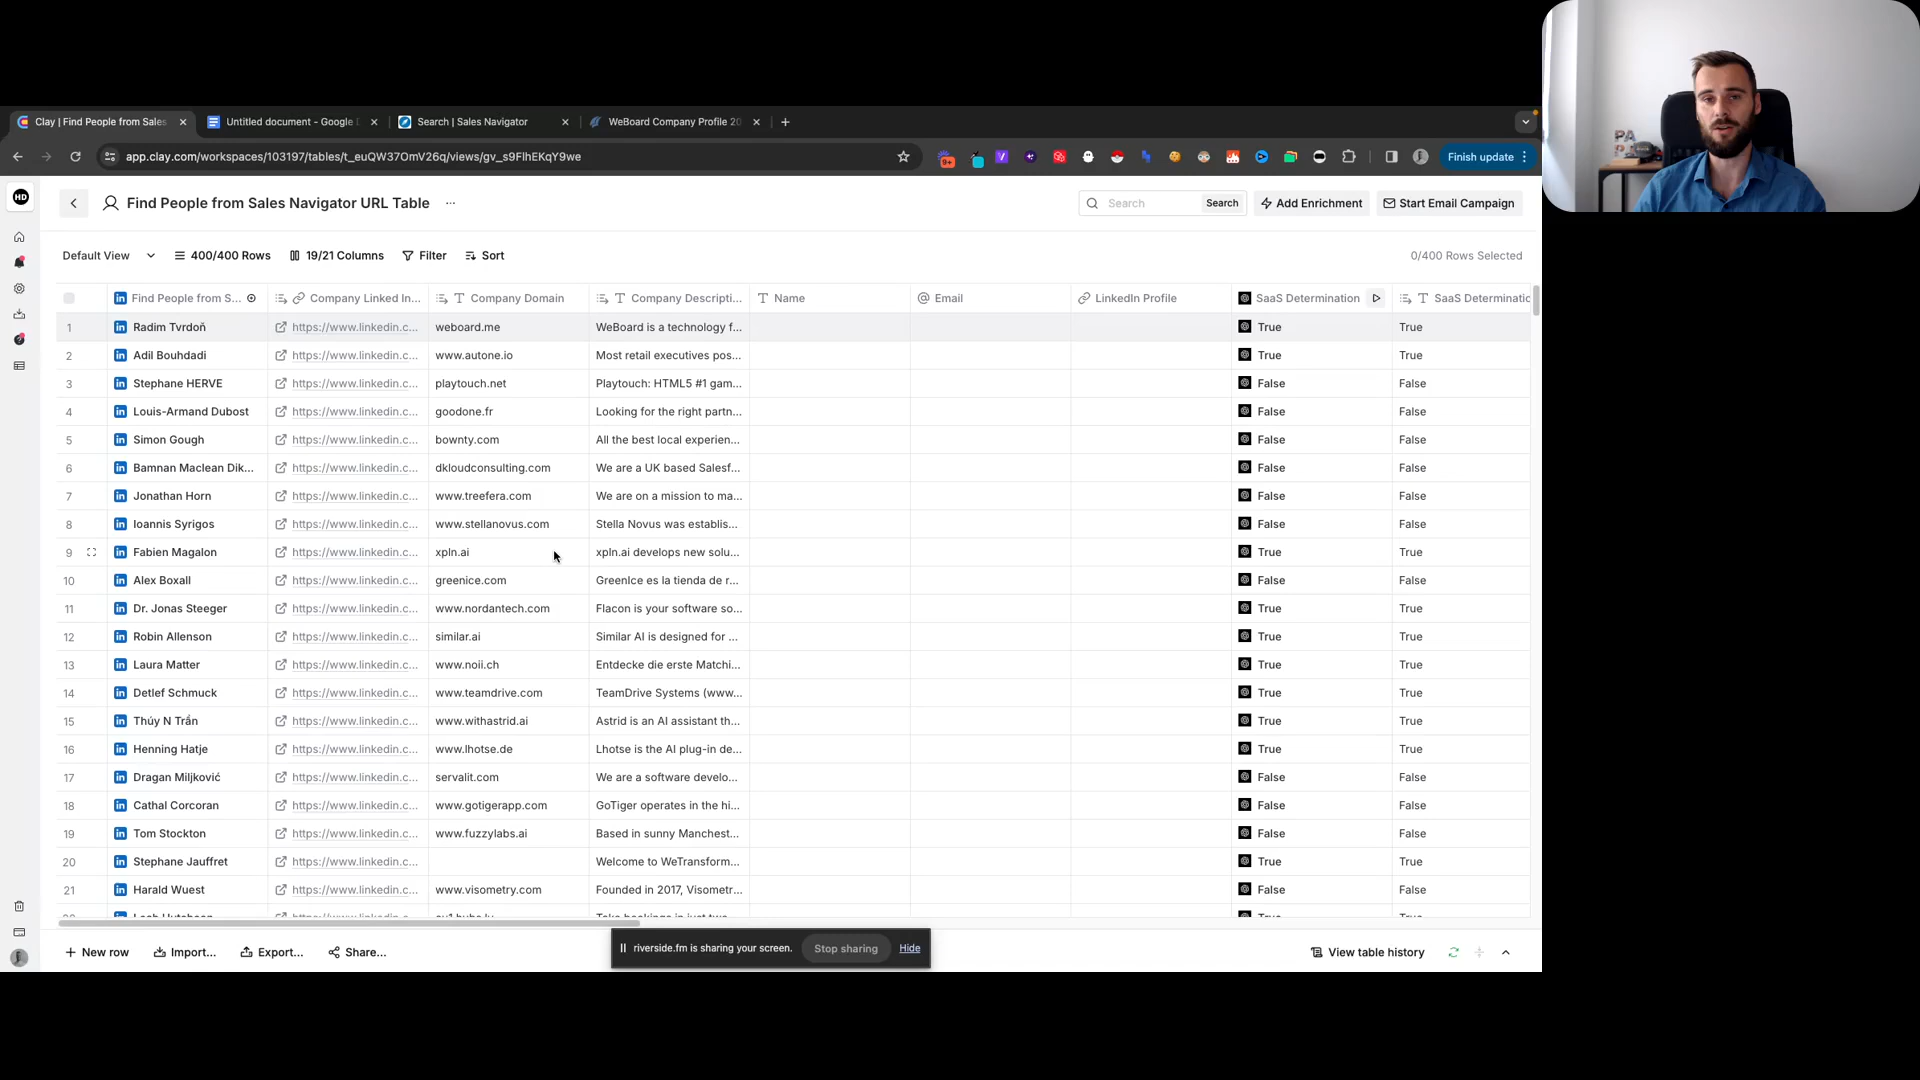 Clay | Find People from Sales
Untitled document - Google
Search | Sales Navigator
WeBoard Company Profile 20
app.clay.com/workspaces/103197/tables/t_euQW37OmV26q/views/gv_s9FlhEKqY9we
9+
Finish update
HD
Find People from Sales Navigator URL Table
Search
Search
Add Enrichment
Start Email Campaign
Default View
400/400 Rows
19/21 Columns
Filter
Sort
0/400 Rows Selected
Find People from S... Company Linked In... Company Domain Company Descripti... Name Email LinkedIn Profile SaaS Determination SaaS Determinatio
1 Radim Tvrdoň https://www.linkedin.c... weboard.me WeBoard is a technology f... True True
2 Adil Bouhdadi https://www.linkedin.c... www.autone.io Most retail executives pos... True True
3 Stephane HERVE https://www.linkedin.c... playtouch.net Playtouch: HTML5 #1 gam... False False
4 Louis-Armand Dubost https://www.linkedin.c... goodone.fr Looking for the right partn... False False
5 Simon Gough https://www.linkedin.c... bownty.com All the best local experien... False False
6 Bamnan Maclean Dik... https://www.linkedin.c... dkloudconsulting.com We are a UK based Salesf... False False
7 Jonathan Horn https://www.linkedin.c... www.treefera.com We are on a mission to ma... False False
8 Ioannis Syrigos https://www.linkedin.c... www.stellanovus.com Stella Novus was establis... False False
9 Fabien Magalon https://www.linkedin.c... xpln.ai xpln.ai develops new solu... True True
10 Alex Boxall https://www.linkedin.c... greenice.com GreenIce es la tienda de r... False False
11 Dr. Jonas Steeger https://www.linkedin.c... www.nordantech.com Flacon is your software so... True True
12 Robin Allenson https://www.linkedin.c... similar.ai Similar AI is designed for ... True True
13 Laura Matter https://www.linkedin.c... www.noii.ch Entdecke die erste Matchi... True True
14 Detlef Schmuck https://www.linkedin.c... www.teamdrive.com TeamDrive Systems (www... True True
15 Thúy N Trần https://www.linkedin.c... www.withastrid.ai Astrid is an AI assistant th... True True
16 Henning Hatje https://www.linkedin.c... www.lhotse.de Lhotse is the AI plug-in de... True True
17 Dragan Miljković https://www.linkedin.c... servalit.com We are a software develo... False False
18 Cathal Corcoran https://www.linkedin.c... www.gotigerapp.com GoTiger operates in the hi... False False
19 Tom Stockton https://www.linkedin.c... www.fuzzylabs.ai Based in sunny Manchest... False False
20 Stephane Jauffret https://www.linkedin.c... Welcome to WeTransform... True True
21 Harald Wuest https://www.linkedin.c... www.visometry.com Founded in 2017, Visometr... False False
New row
Import...
Export...
Share...
riverside.fm is sharing your screen.
Stop sharing
Hide
View table history